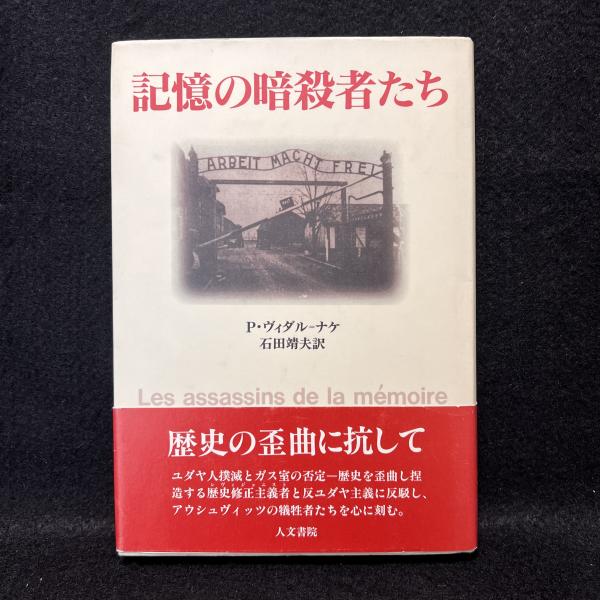 記憶の暗殺者たち
ARBEIT MACHT FREI
P・ヴィダル=ナケ
石田靖夫訳
Les assassins de la mémoire
歴史の歪曲に抗して
ユダヤ人撲滅とガス室の否定―歴史を歪曲し捏
造する歴史修正主義者と反ユダヤ主義に反駁し、
アウシュヴィッツの犠牲者たちを心に刻む。
人文書院